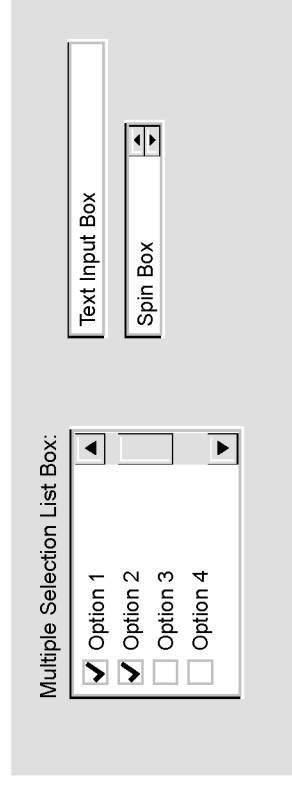 Multiple Selection List Box:
Option 1
Option 2
Option 3
Option 4
Text Input Box
Spin Box